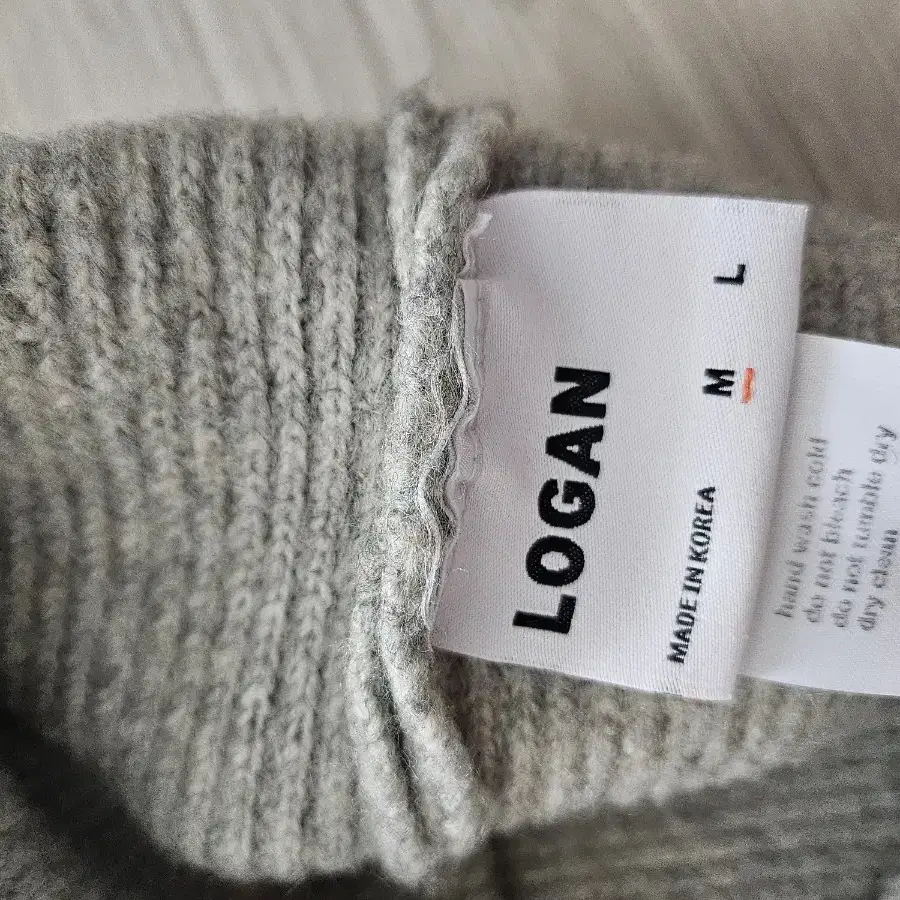 LOGAN
MADE IN KOREA M L
hand wash cold
do not bleach
do not tumble dry
dry clean